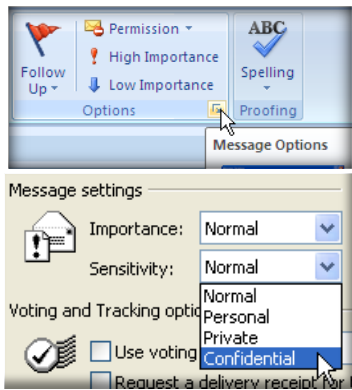 Permission
ABC
High Importance
Follow Up
Low Importance
Spelling
Options
Proofing
Message Options
Message settings
Importance: Normal
Sensitivity: Normal
Normal
Voting and Tracking optio
Personal
Private
Use voting
Confidential
Request a delivery receipt for